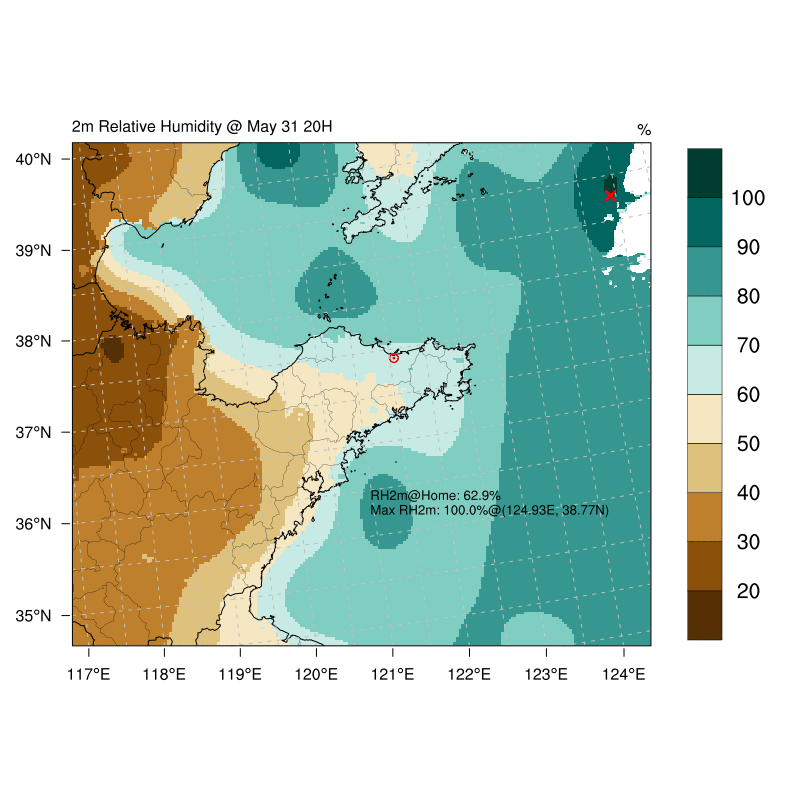 2m Relative Humidity @ May 31 20H
%
40°N
39°N
38°N
37°N
36°N
35°N
117°E 118°E 119°E 120°E 121°E 122°E 123°E 124°E
RH2m@Home: 62.9%
Max RH2m: 100.0%@(124.93E, 38.77N)
100
90
80
70
60
50
40
30
20